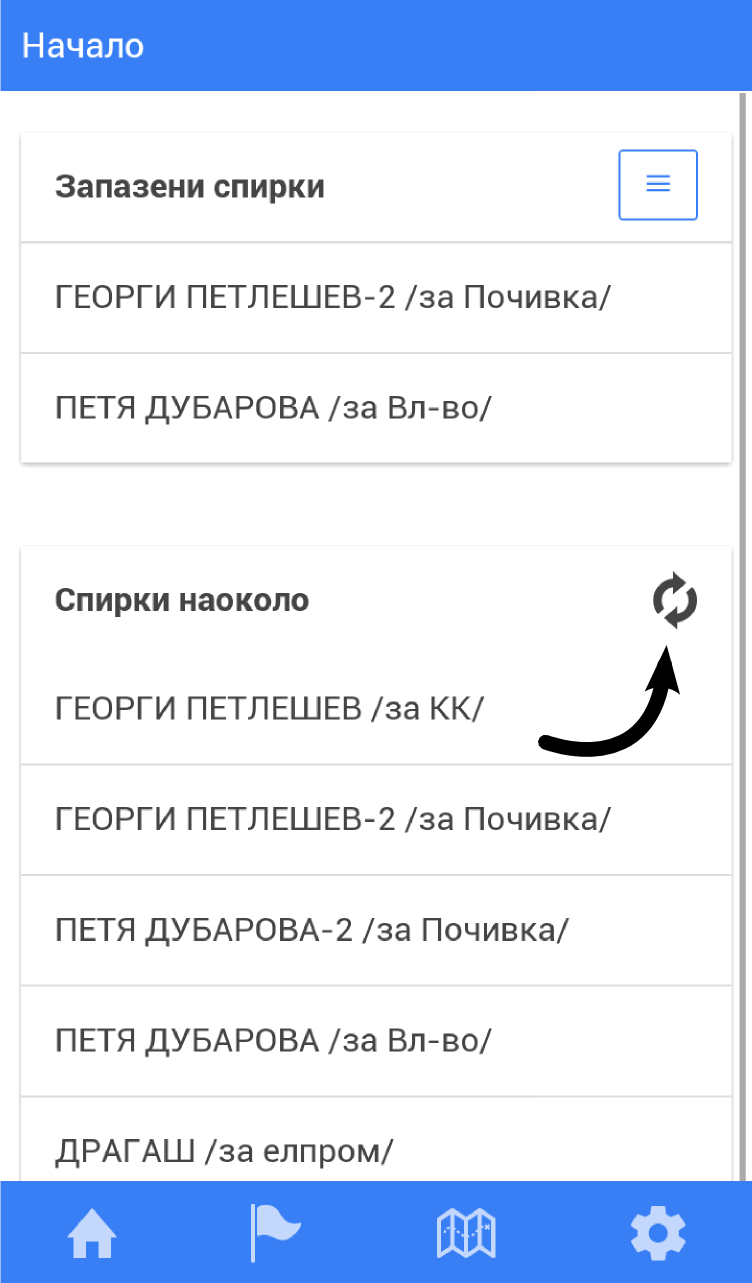 Начало
Запазени спирки
ГЕОРГИ ПЕТЛЕШЕВ-2 /за Почивка/
ПЕТЯ ДУБАРОВА /за Вл-во/
Спирки наоколо
ГЕОРГИ ПЕТЛЕШЕВ /за КК/
ГЕОРГИ ПЕТЛЕШЕВ-2 /за Почивка/
ПЕТЯ ДУБАРОВА-2 /за Почивка/
ПЕТЯ ДУБАРОВА /за Вл-во/
ДРАГАШ /за елпром/